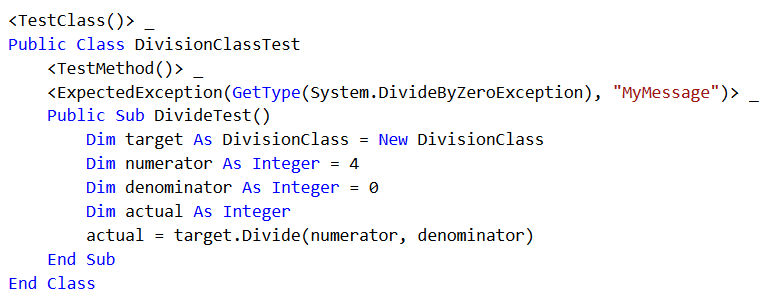 <TestClass()> _
Public Class DivisionClassTest
    <TestMethod()> _
    <ExpectedException(GetType(System.DivideByZeroException), "MyMessage")> _
    Public Sub DivideTest()
        Dim target As DivisionClass = New DivisionClass
        Dim numerator As Integer = 4
        Dim denominator As Integer = 0
        Dim actual As Integer
        actual = target.Divide(numerator, denominator)
    End Sub
End Class